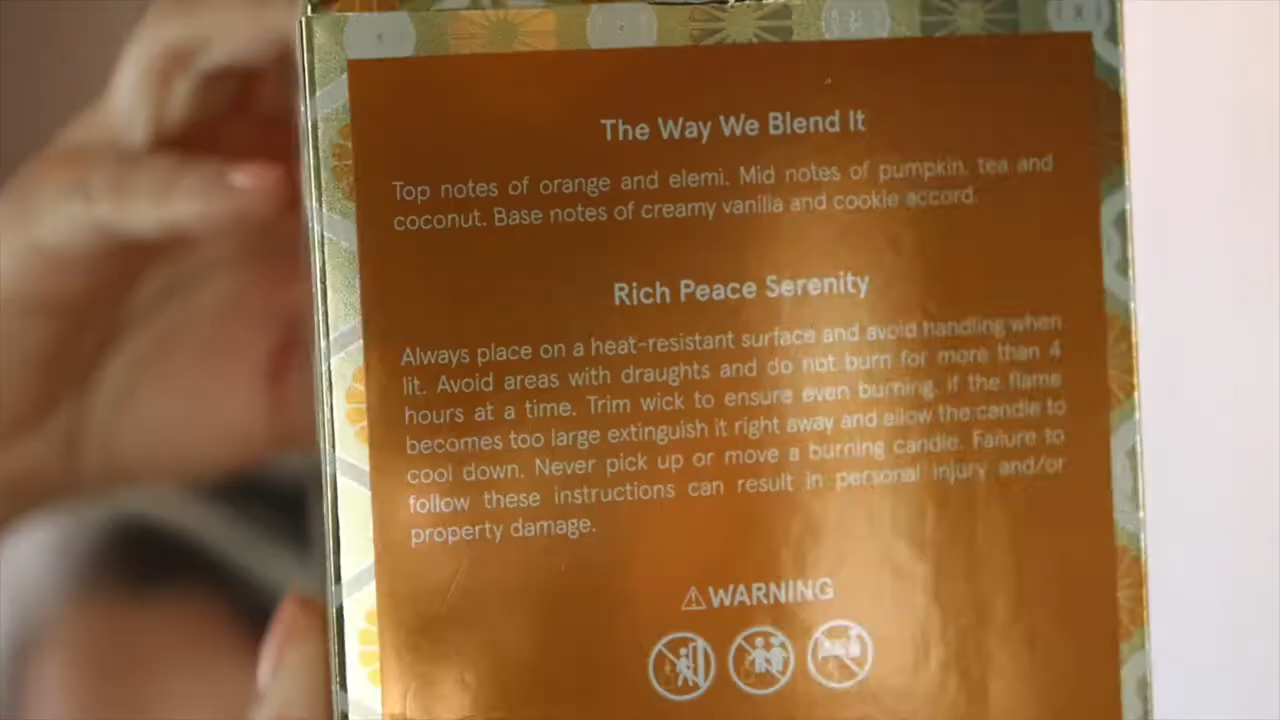 The Way We Blend It
Top notes of orange and elemi. Mid notes of pumpkin, tea and
coconut. Base notes of creamy vanilla and cookie accord.
Rich Peace Serenity
Always place on a heat-resistant surface and avoid handling when
lit. Avoid areas with draughts and do not burn for more than 4
hours at a time. Trim wick to ensure even burning, if the flame
becomes too large extinguish it right away and allow the candle to
cool down. Never pick up or move a burning candle. Failure to
follow these instructions can result in personal injury and/or
property damage.
WARNING